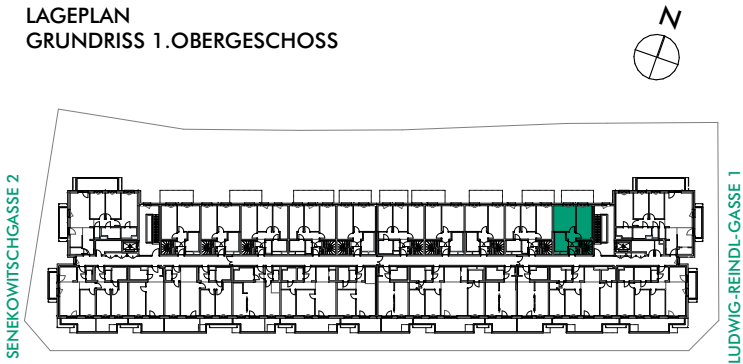 LAGEPLAN
GRUNDRISS 1.OBERGESCHOSS
N
SENEKOWITSCHGASSE 2
LUDWIG-REINDL-GASSE 1